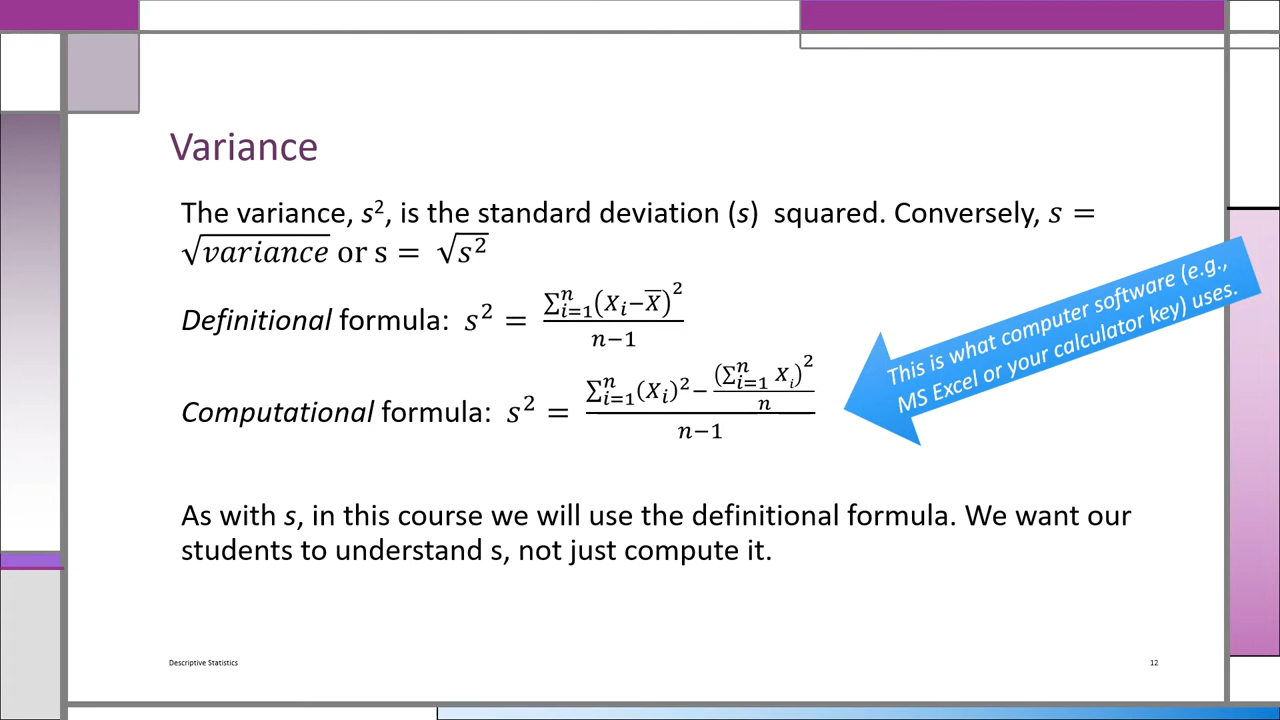 Variance
The variance, s², is the standard deviation (s) squared. Conversely, s =
√variance or s = √s²
Definitional formula: s² = ∑ⁿᵢ₌₁(Xᵢ−X̅)² / n−1
Computational formula: s² = (∑ⁿᵢ₌₁(Xᵢ)²− (∑ⁿᵢ₌₁ Xᵢ)² / n) / n−1
This is what computer software (e.g.,
MS Excel or your calculator key) uses.
As with s, in this course we will use the definitional formula. We want our
students to understand s, not just compute it.
Descriptive Statistics
12